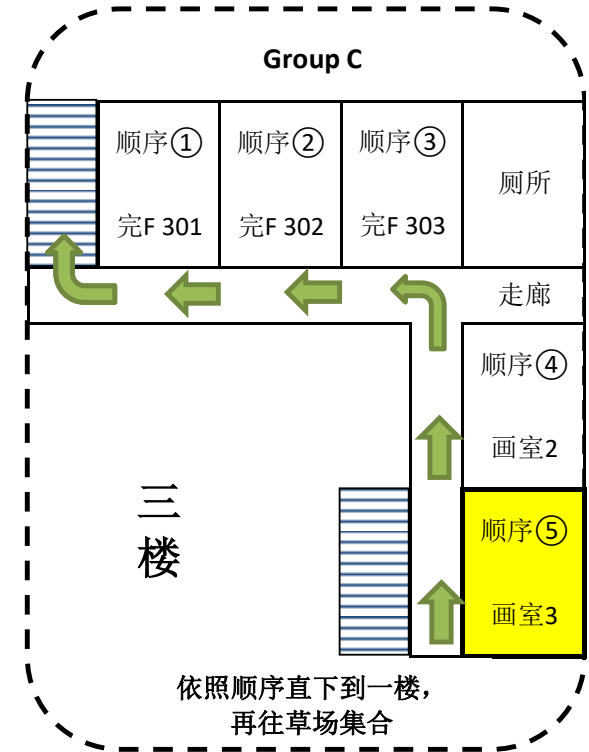 Group C
顺序① 顺序② 顺序③ 厕所
完F 301 完F 302 完F 303
走廊
顺序④
画室2
顺序⑤
画室3
三
楼
依照顺序直下到一楼，
再往草场集合